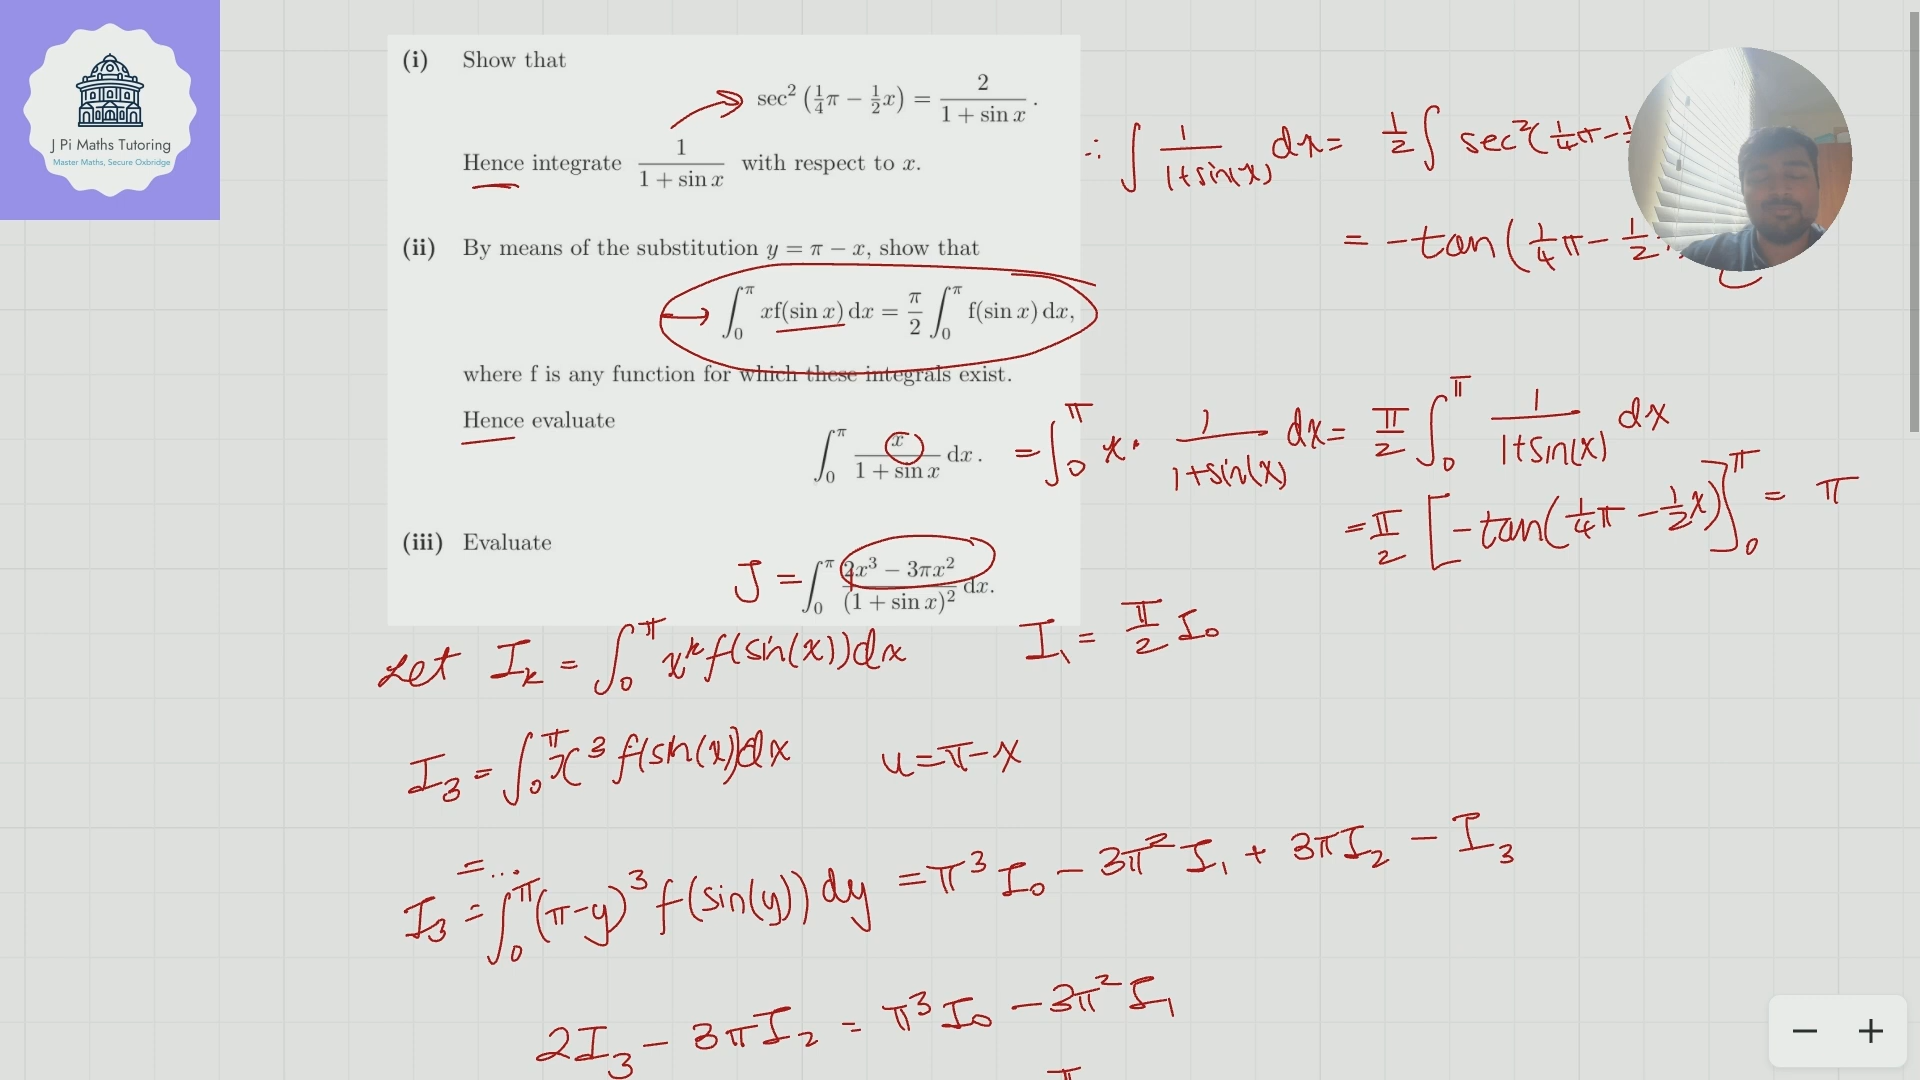 J Pi Maths Tutoring
Master Maths, Secure Oxbridge
(i) Show that
sec² (¼π − ½x) = 2 / (1 + sin x) .
Hence integrate 1 / (1 + sin x) with respect to x.
(ii) By means of the substitution y = π − x, show that
→ ∫₀^π xf(sin x) dx = π/2 ∫₀^π f(sin x) dx,
where f is any function for which these integrals exist.
Hence evaluate
∫₀^π x / (1 + sin x) dx .
(iii) Evaluate
J = ∫₀^π (2x³ − 3πx²) / (1 + sin x)² dx.
∴ ∫ 1 / (1+sin(x)) dx = ½ ∫ sec²(¼π −
= −tan(¼π − ½
= ∫₀^π x · 1 / (1+sin(x)) dx = π/2 ∫₀^π 1 / (1+sin(x)) dx
= π/2 [−tan(¼π − ½x)]₀^π = π
Let I_k = ∫₀^π x^k f(sin(x))dx I₁ = π/2 I₀
I₃ = ∫₀^π x³ f(sin(x))dx u=π−x
= ...
I₃ = ∫₀^π (π−y)³ f(sin(y)) dy = π³ I₀ − 3π² I₁ + 3π I₂ − I₃
2I₃ − 3π I₂ = π³ I₀ − 3π² I₁